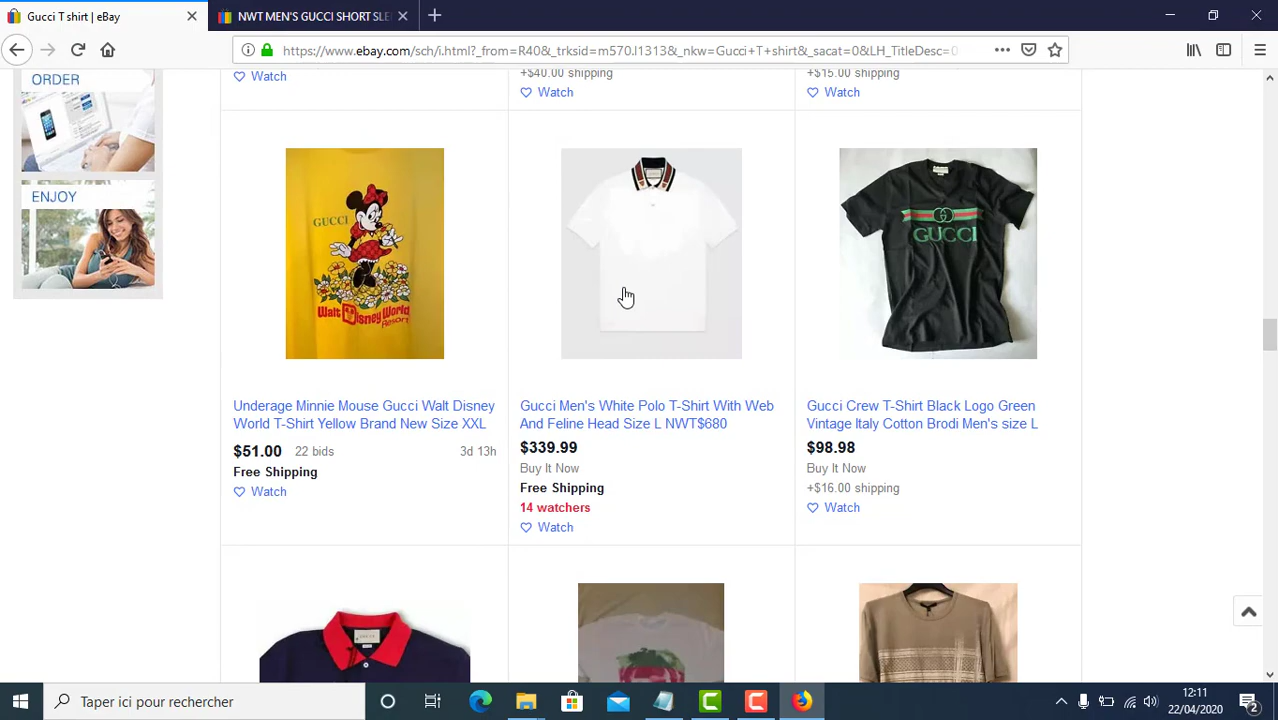 Gucci T shirt | eBay
NWT MEN'S GUCCI SHORT SLE
https://www.ebay.com/sch/i.html?_from=R40&_trksid=m570.l1313&_nkw=Gucci+T+shirt&_sacat=0&LH_TitleDesc=0
ORDER
ENJOY
Watch
+$40.00 shipping
Watch
+$15.00 shipping
Watch
GUCCI
Walt Disney
World
Resort
GUCCI
Underage Minnie Mouse Gucci Walt Disney
World T-Shirt Yellow Brand New Size XXL
$51.00 22 bids 3d 13h
Free Shipping
Watch
Gucci Men's White Polo T-Shirt With Web
And Feline Head Size L NWT$680
$339.99
Buy It Now
Free Shipping
14 watchers
Watch
Gucci Crew T-Shirt Black Logo Green
Vintage Italy Cotton Brodi Men's size L
$98.98
Buy It Now
+$16.00 shipping
Watch
Taper ici pour rechercher
12:11
22/04/2020
2